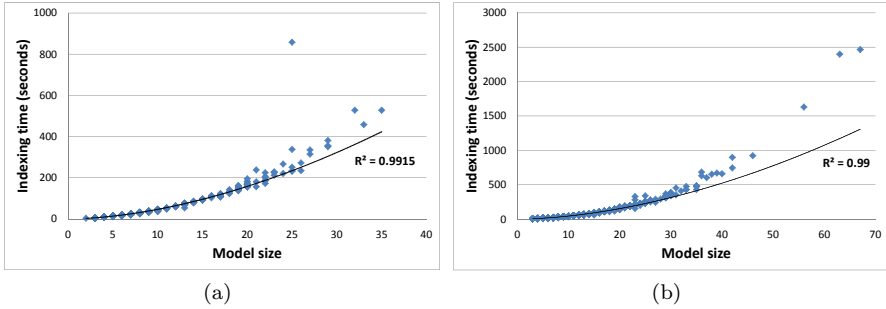 1000
800
600
400
200
0
Indexing time (seconds)
R² = 0.9915
0 5 10 15 20 25 30 35 40
Model size
(a)
3000
2500
2000
1500
1000
500
0
Indexing time (seconds)
R² = 0.99
0 10 20 30 40 50 60 70
Model size
(b)